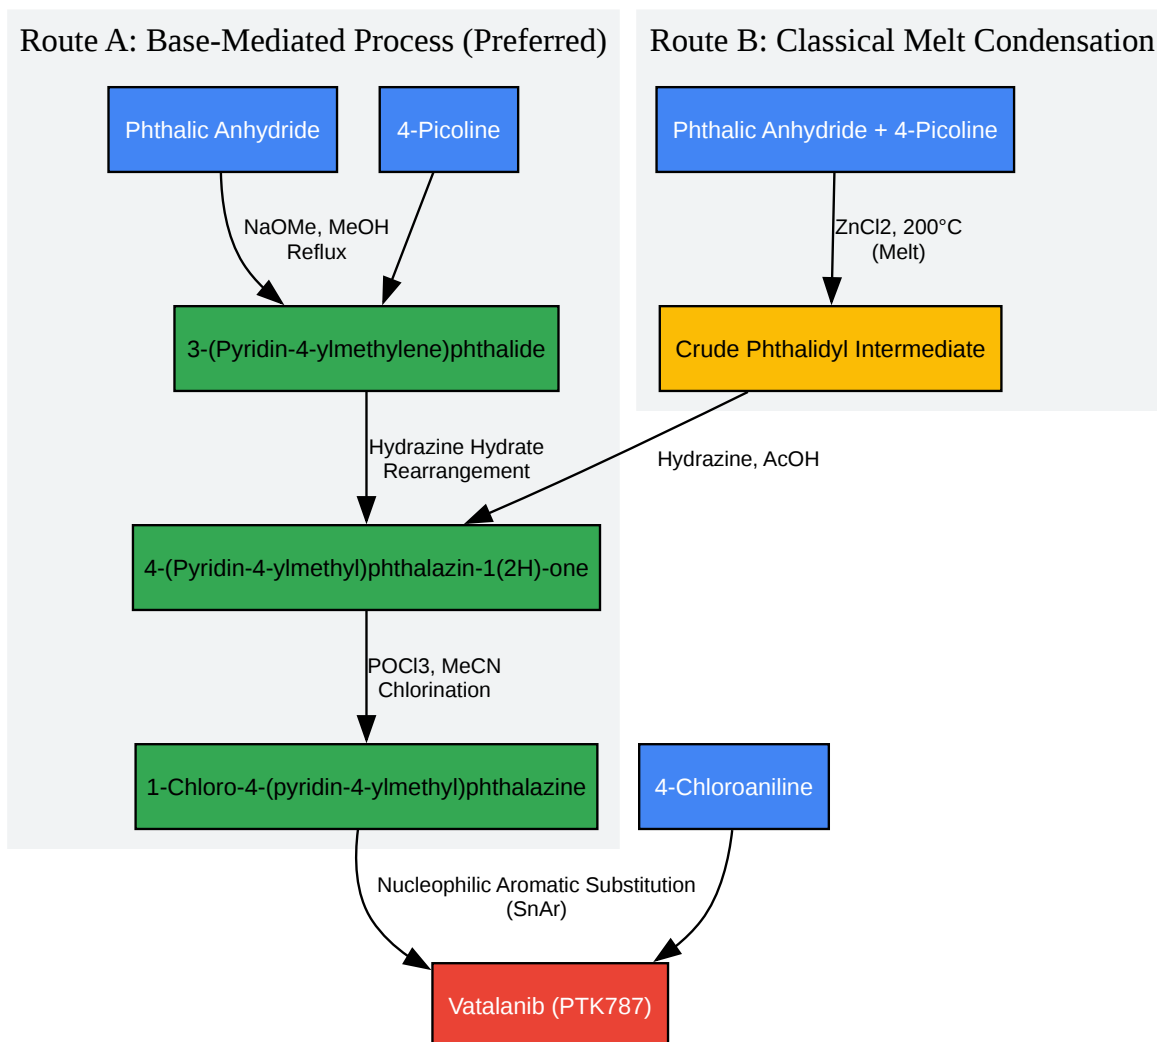 Route A: Base-Mediated Process (Preferred)
Route B: Classical Melt Condensation
Phthalic Anhydride
4-Picoline
Phthalic Anhydride + 4-Picoline
NaOMe, MeOH
Reflux
ZnCl2, 200°C
(Melt)
3-(Pyridin-4-ylmethylene)phthalide
Crude Phthalidyl Intermediate
Hydrazine Hydrate
Rearrangement
Hydrazine, AcOH
4-(Pyridin-4-ylmethyl)phthalazin-1(2H)-one
POCl3, MeCN
Chlorination
1-Chloro-4-(pyridin-4-ylmethyl)phthalazine
4-Chloroaniline
Nucleophilic Aromatic Substitution
(SnAr)
Vatalanib (PTK787)